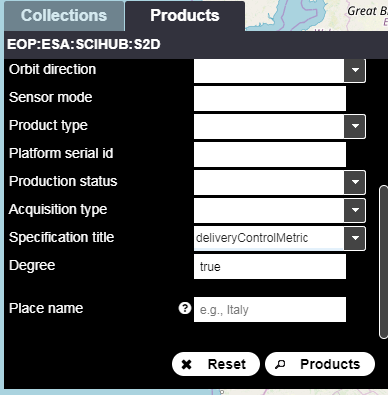 Collections Products
Great B
EOP:ESA:SCIHUB:S2D
Orbit direction
Sensor mode
Product type
Platform serial id
Production status
Acquisition type
Specification title deliveryControlMetric
Degree true
Place name ? e.g., Italy
Reset Products